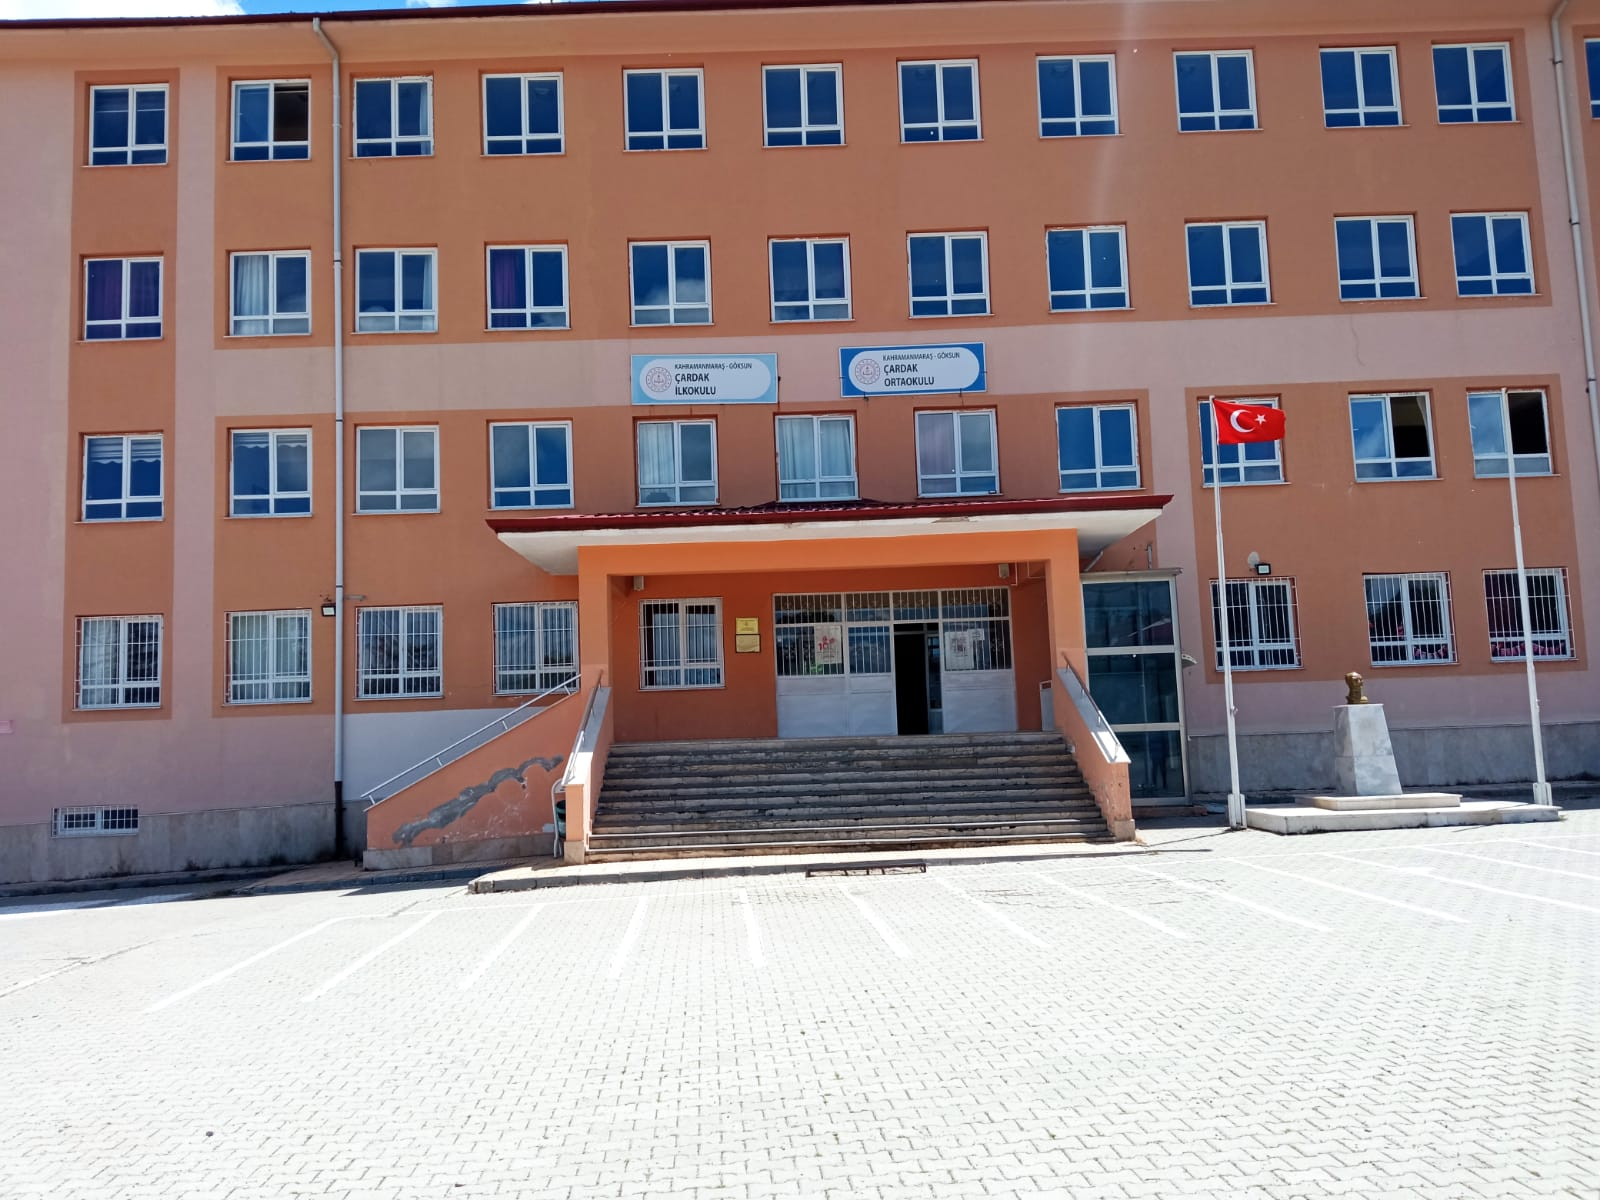 KAHRAMANMARAŞ - GÖKSUN
ÇARDAK
İLKOKULU
KAHRAMANMARAŞ - GÖKSUN
ÇARDAK
ORTAOKULU